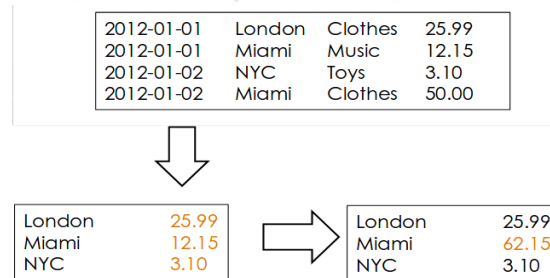 2012-01-01 London Clothes 25.99
2012-01-01 Miami Music 12.15
2012-01-02 NYC Toys 3.10
2012-01-02 Miami Clothes 50.00
London 25.99
Miami 12.15
NYC 3.10
London 25.99
Miami 62.15
NYC 3.10